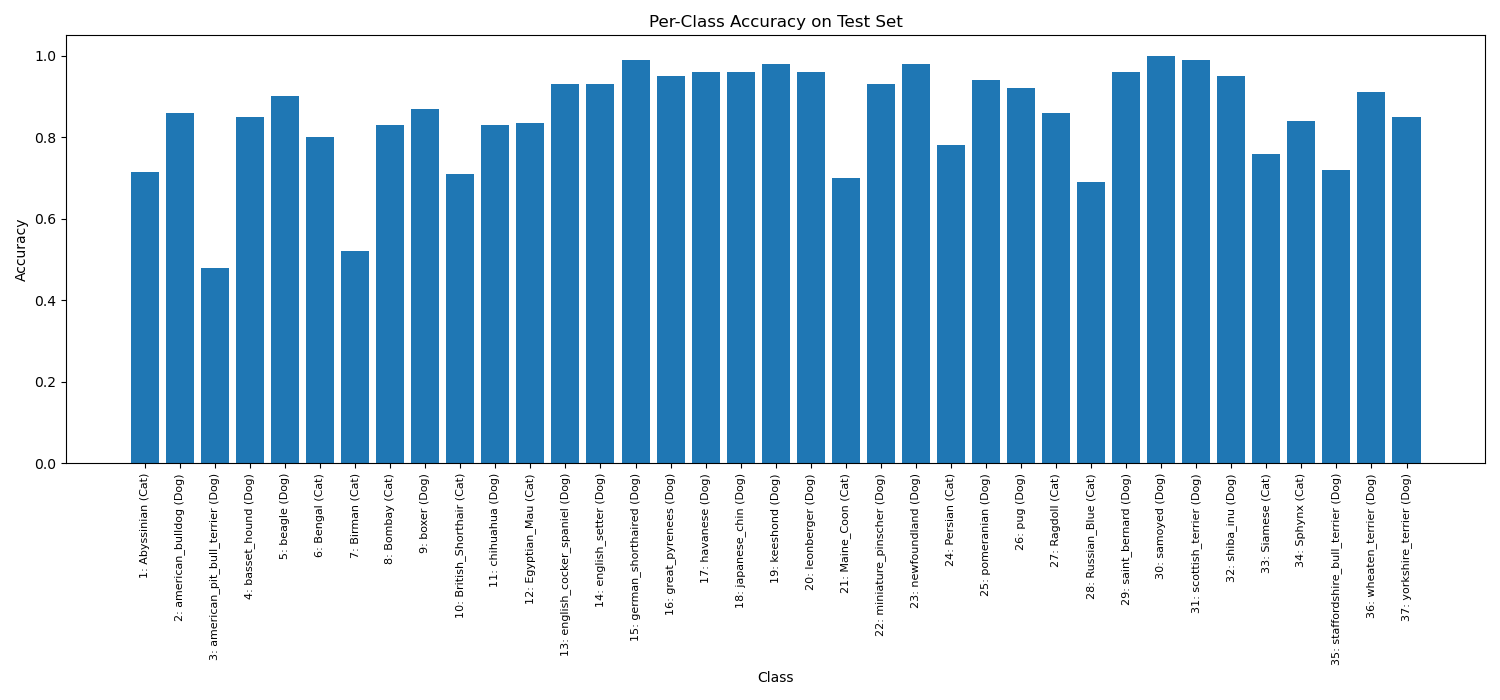 Per-Class Accuracy on Test Set
Accuracy
1.0
0.8
0.6
0.4
0.2
0.0
1: Abyssinian (Cat)
2: american_bulldog (Dog)
3: american_pit_bull_terrier (Dog)
4: basset_hound (Dog)
5: beagle (Dog)
6: Bengal (Cat)
7: Birman (Cat)
8: Bombay (Cat)
9: boxer (Dog)
10: British_Shorthair (Cat)
11: chihuahua (Dog)
12: Egyptian_Mau (Cat)
13: english_cocker_spaniel (Dog)
14: english_setter (Dog)
15: german_shorthaired (Dog)
16: great_pyrenees (Dog)
17: havanese (Dog)
18: japanese_chin (Dog)
19: keeshond (Dog)
20: leonberger (Dog)
21: Maine_Coon (Cat)
22: miniature_pinscher (Dog)
23: newfoundland (Dog)
24: Persian (Cat)
25: pomeranian (Dog)
26: pug (Dog)
27: Ragdoll (Cat)
28: Russian_Blue (Cat)
29: saint_bernard (Dog)
30: samoyed (Dog)
31: scottish_terrier (Dog)
32: shiba_inu (Dog)
33: Siamese (Cat)
34: Sphynx (Cat)
35: staffordshire_bull_terrier (Dog)
36: wheaten_terrier (Dog)
37: yorkshire_terrier (Dog)
Class